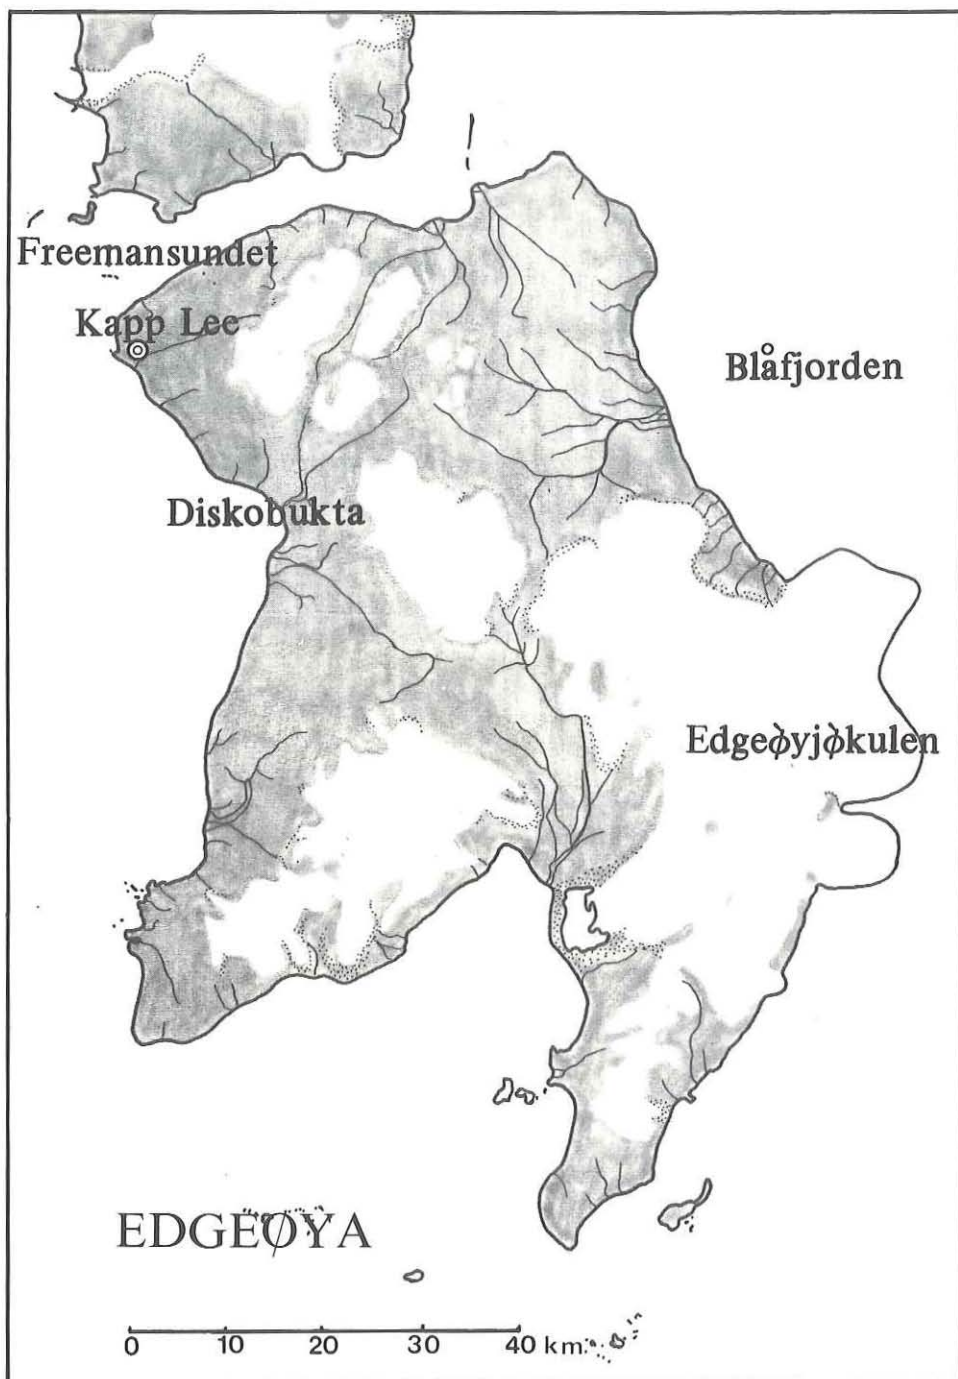 Freemansundet
Kapp Lee
Blåfjorden
Diskobukta
Edgeøyjøkulen
EDGEØYA
0 10 20 30 40 km